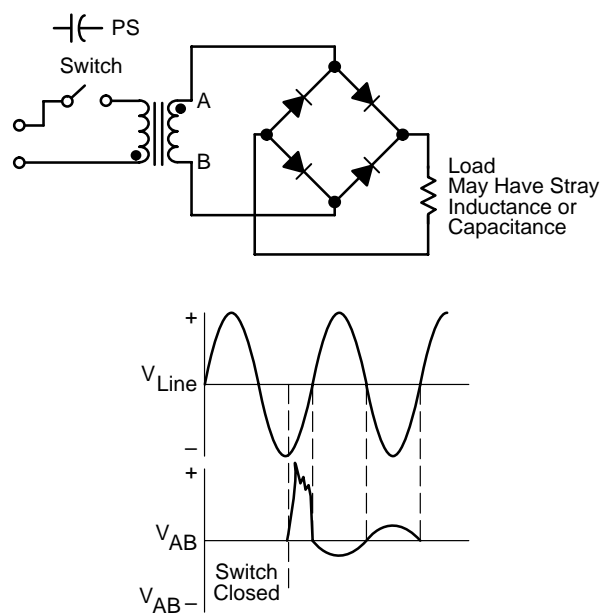 PS
Switch
A
B
Load
May Have Stray
Inductance or
Capacitance
+
V Line
–
+
V AB
Switch
Closed
V AB –